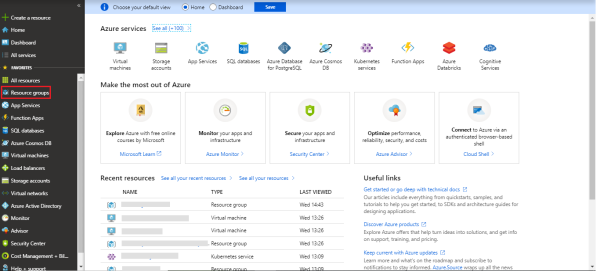 Choose your default view
Home
Dashboard
Save
Create a resource
Home
Dashboard
All services
FAVORITES
All resources
Resource groups
App Services
Function Apps
SQL databases
Azure Cosmos DB
Virtual machines
Load balancers
Storage accounts
Virtual networks
Azure Active Directory
Monitor
Advisor
Security Center
Cost Management + Bil...
Help + support
Azure services
See all (+100)
Virtual machines
Storage accounts
App Services
SQL databases
Azure Database for PostgreSQL
Azure Cosmos DB
Kubernetes services
Function Apps
Azure Databricks
Cognitive Services
Make the most out of Azure
Explore Azure with free online
courses by Microsoft
Microsoft Learn
Monitor your apps and
infrastructure
Azure Monitor >
Secure your apps and
infrastructure
Security Center >
Optimize performance,
reliability, security, and costs
Azure Advisor >
Connect to Azure via an
authenticated browser-based
shell
Cloud Shell >
Recent resources
See all your recent resources >
See all your resources >
NAME
TYPE
LAST VIEWED
Resource group
Wed 14:43
Virtual machine
Wed 13:26
Virtual machine
Wed 13:26
Resource group
Wed 13:26
Kubernetes service
Wed 13:09
Resource group
Wed 13:09
Useful links
Get started or go deep with technical docs
Our articles include everything from quickstarts, samples, and
tutorials to help you get started, to SDKs and architecture guides for
designing applications.
Discover Azure products
Explore Azure offers that help turn ideas into solutions, and get info
on support, training, and pricing.
Keep current with Azure updates
Learn more and what's on the roadmap and subscribe to
notifications to stay informed. Azure.Source wraps up all the news